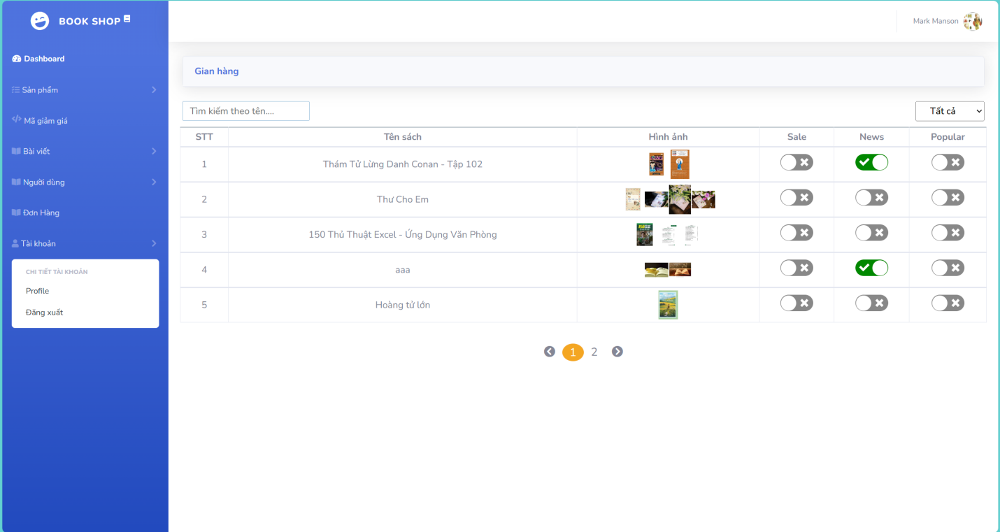 BOOK SHOP
Mark Manson
Dashboard
Sản phẩm
Mã giảm giá
Bài viết
Người dùng
Đơn Hàng
Tài khoản
CHI TIẾT TÀI KHOẢN
Profile
Đăng xuất
Gian hàng
Tìm kiếm theo tên....
Tất cả
STT Tên sách Hình ảnh Sale News Popular
1 Thám Tử Lừng Danh Conan - Tập 102
2 Thư Cho Em
3 150 Thủ Thuật Excel - Ứng Dụng Văn Phòng
4 aaa
5 Hoàng tử lớn
1 2